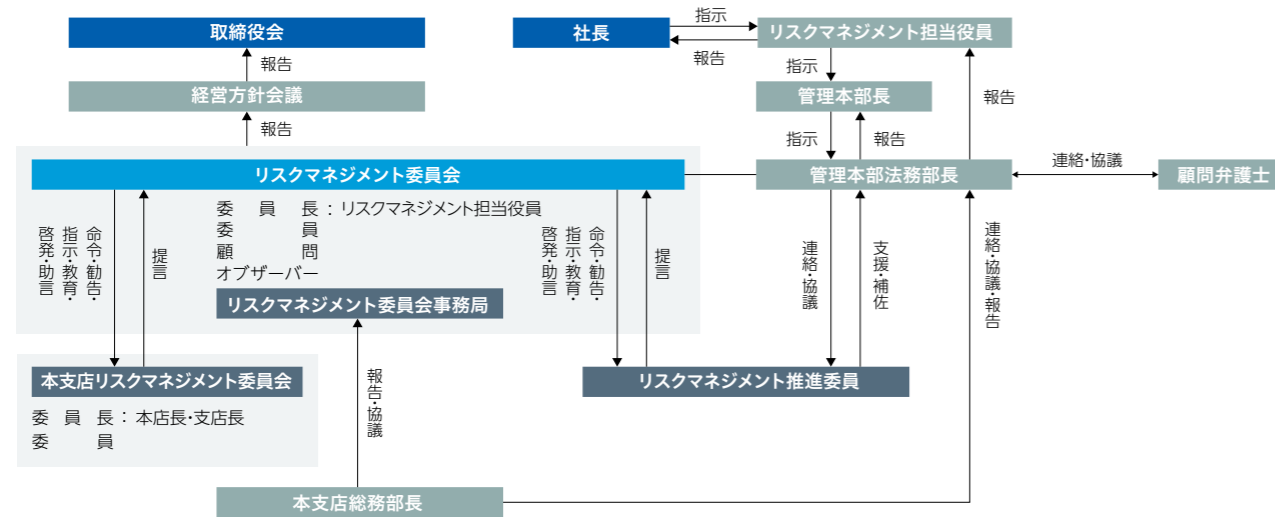 取締役会
社長
指示
報告
リスクマネジメント担当役員
報告
指示
経営方針会議
管理本部長
報告
報告
指示
報告
リスクマネジメント委員会
管理本部法務部長
連絡・協議
顧問弁護士
委員長：リスクマネジメント担当役員
委員
顧問
オブザーバー
リスクマネジメント委員会事務局
命令・勧告・
指示・教育・
啓発・助言
提言
命令・勧告・
指示・教育・
啓発・助言
提言
連絡・協議
支援・補佐
連絡・協議・報告
本支店リスクマネジメント委員会
委員長：本店長・支店長
委員
報告・協議
リスクマネジメント推進委員
本支店総務部長